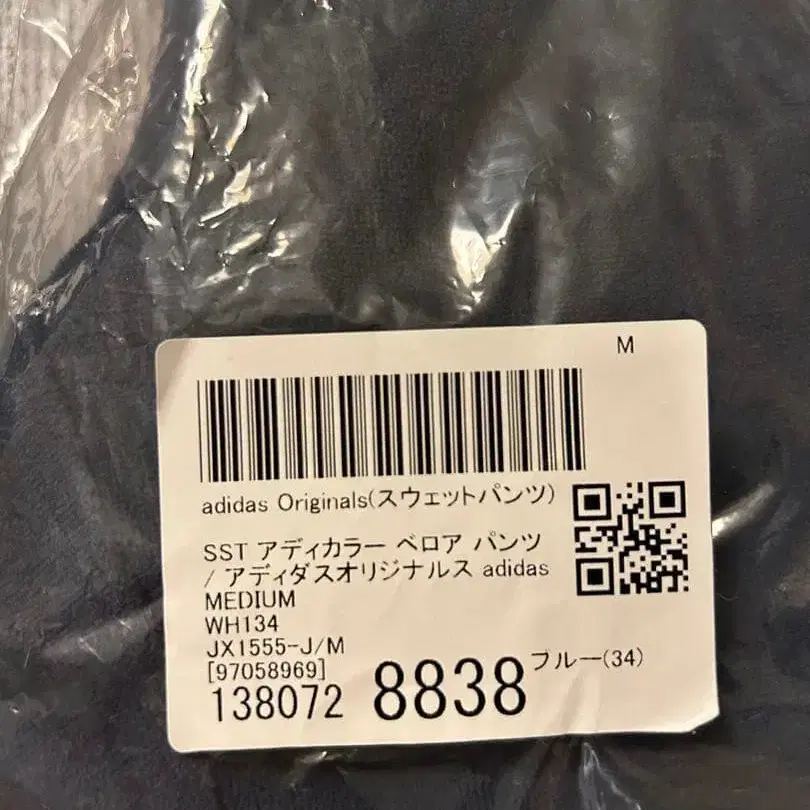 M
adidas Originals(スウェットパンツ)
SST アディカラー ベロア パンツ
/ アディダスオリジナルス adidas
MEDIUM
WH134
JX1555-J/M
[97058969]
ブルー(34)
138072 8838